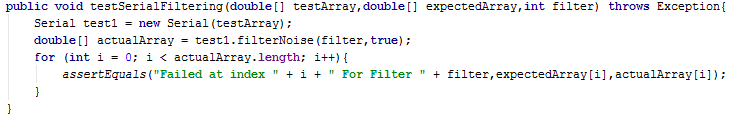 public void testSerialFiltering(double[] testArray,double[] expectedArray,int filter) throws Exception{
    Serial test1 = new Serial(testArray);
    double[] actualArray = test1.filterNoise(filter,true);
    for (int i = 0; i < actualArray.length; i++){
        assertEquals("Failed at index " + i + " For Filter " + filter,expectedArray[i],actualArray[i]);
    }
}